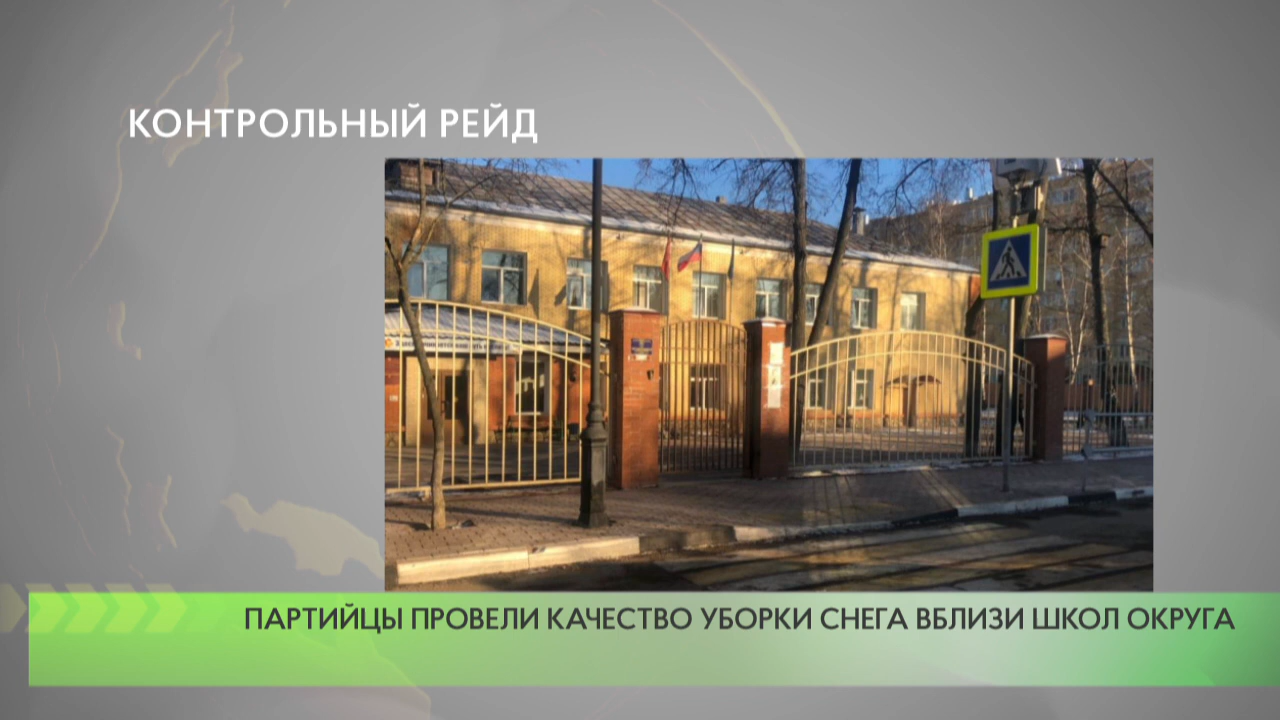 КОНТРОЛЬНЫЙ РЕЙД
ПАРТИЙЦЫ ПРОВЕЛИ КАЧЕСТВО УБОРКИ СНЕГА ВБЛИЗИ ШКОЛ ОКРУГА